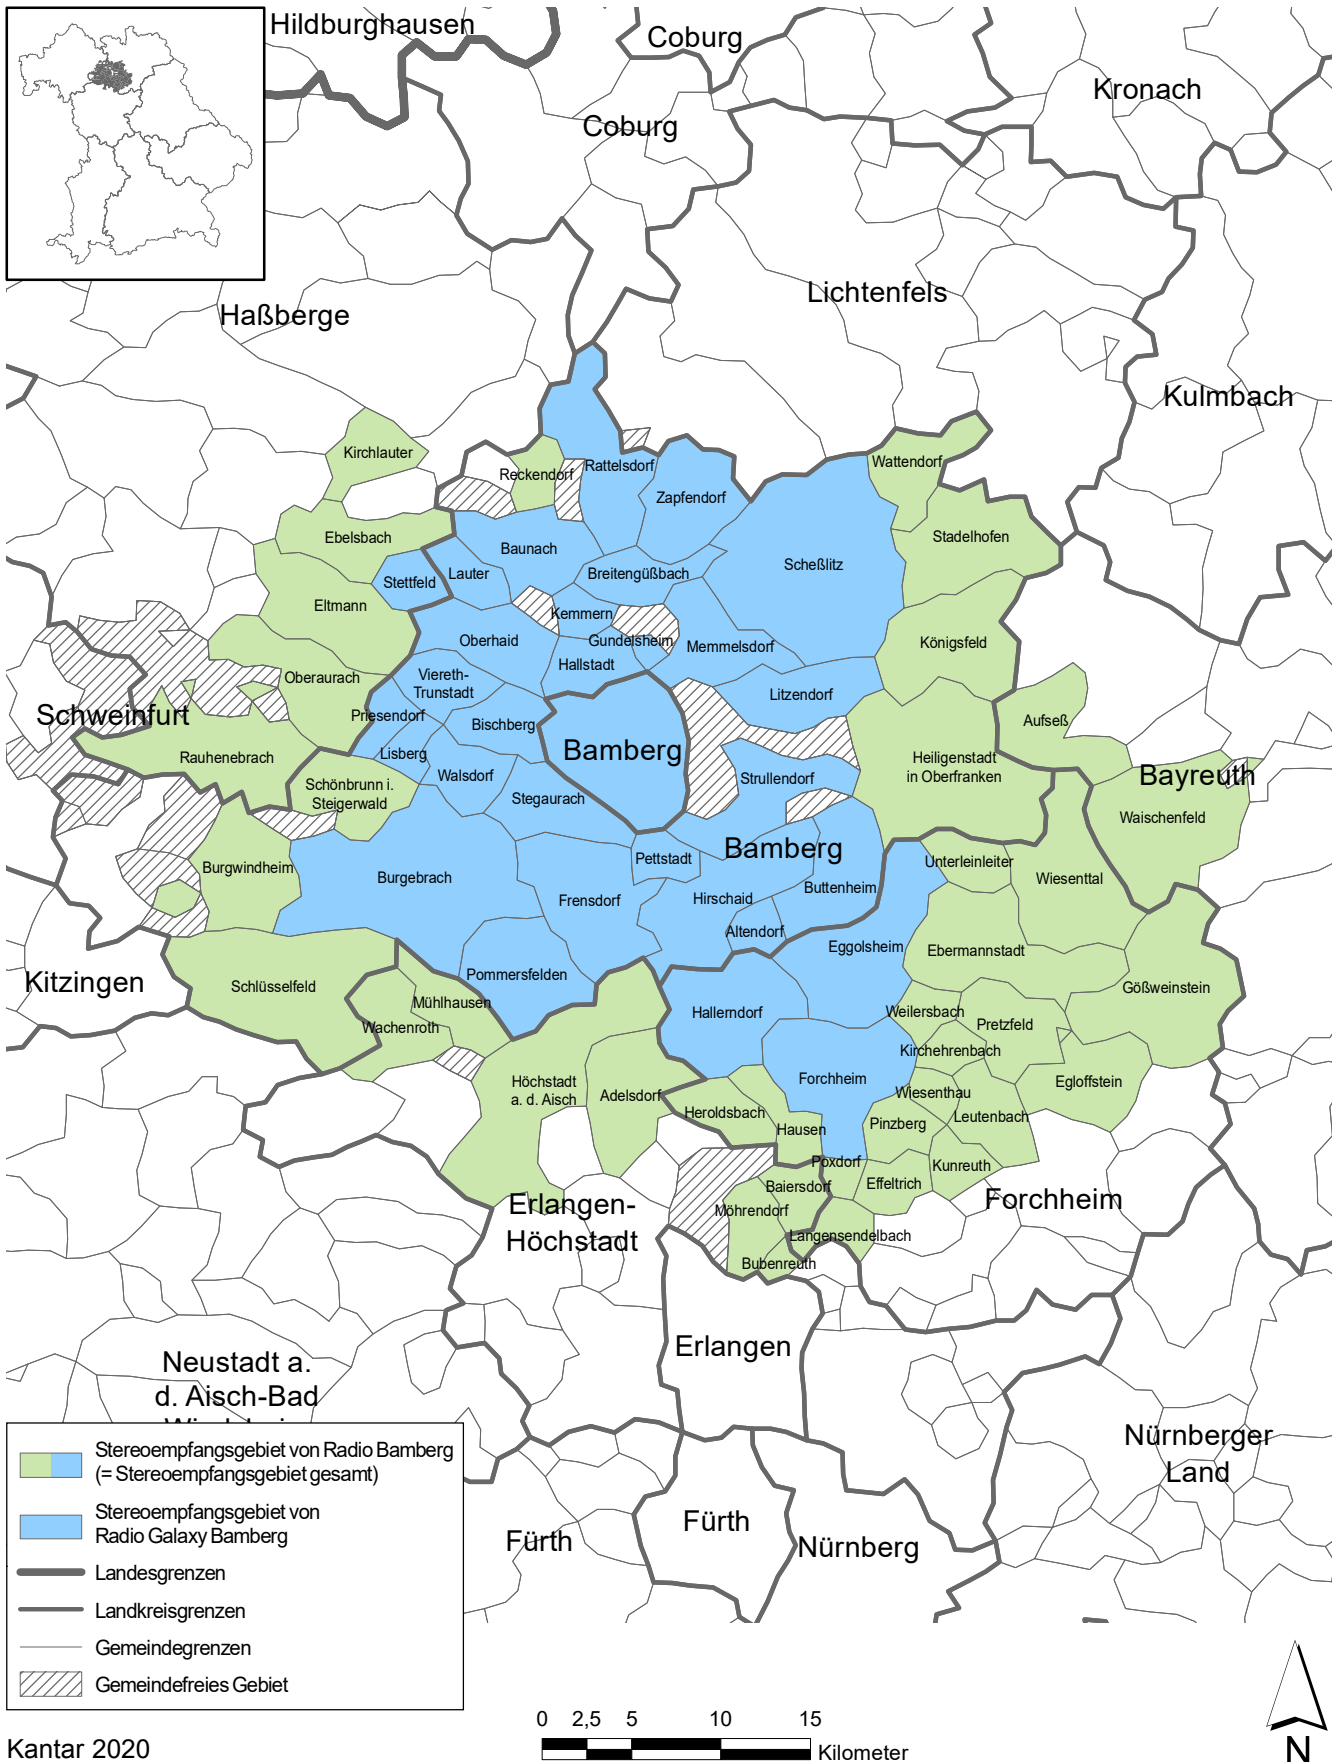 Hildburghausen
Coburg
Kronach
Coburg
Lichtenfels
Haßberge
Kulmbach
Kirchlauter
Wattendorf
Reckendorf
Rattelsdorf
Zapfendorf
Ebelsbach
Stadelhofen
Baunach
Scheßlitz
Stettfeld
Lauter
Breitengüßbach
Eltmann
Kemmern
Oberhaid
Gundelsheim
Memmelsdorf
Königsfeld
Hallstadt
Oberaurach
Viereth-
Trunstadt
Litzendorf
Schweinfurt
Priesendorf
Bischberg
Aufseß
Rauhenebrach
Lisberg
Bamberg
Heiligenstadt
in Oberfranken
Walsdorf
Strullendorf
Bayreuth
Schönbrunn i.
Steigerwald
Stegaurach
Waischenfeld
Bamberg
Burgwindheim
Pettstadt
Unterleinleiter
Burgebrach
Buttenheim
Wiesenttal
Frensdorf
Hirschaid
Altendorf
Eggolsheim
Ebermannstadt
Kitzingen
Schlüsselfeld
Pommersfelden
Gößweinstein
Mühlhausen
Hallerndorf
Weilersbach
Wachenroth
Pretzfeld
Kirchehrenbach
Höchstadt
a. d. Aisch
Adelsdorf
Forchheim
Egloffstein
Wiesenthau
Heroldsbach
Leutenbach
Hausen
Pinzberg
Poxdorf
Kunreuth
Baiersdorf
Effeltrich
Forchheim
Erlangen-
Höchstadt
Möhrendorf
Langensendelbach
Bubenreuth
Erlangen
Neustadt a.
d. Aisch-Bad
Nürnberger
Land
Fürth
Fürth
Nürnberg
Stereoempfangsgebiet von Radio Bamberg
(= Stereoempfangsgebiet gesamt)
Stereoempfangsgebiet von
Radio Galaxy Bamberg
Landesgrenzen
Landkreisgrenzen
Gemeindegrenzen
Gemeindefreies Gebiet
0 2,5 5 10 15
Kilometer
N
Kantar 2020